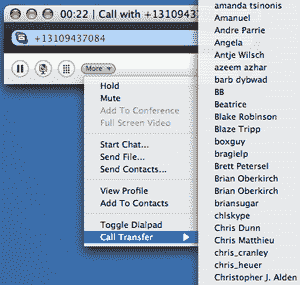 00:22 | Call with +1310943
+13109437084
More
Hold
Mute
Add To Conference
Full Screen Video
Start Chat...
Send File...
Send Contacts...
View Profile
Add To Contacts
Toggle Dialpad
Call Transfer
amanda tsinonis
Amanuel
Andre Parrie
Angela
Antje Wilsch
azeem azhar
barb dybwad
BB
Beatrice
Blake Robinson
Blaze Tripp
boxguy
bragielp
Brett Petersel
Brian Oberkirch
Brian Oberkirch
briansugar
chlskype
Chris Dunn
Chris Matthieu
chris_cranley
chris_heuer
Christopher J. Alden